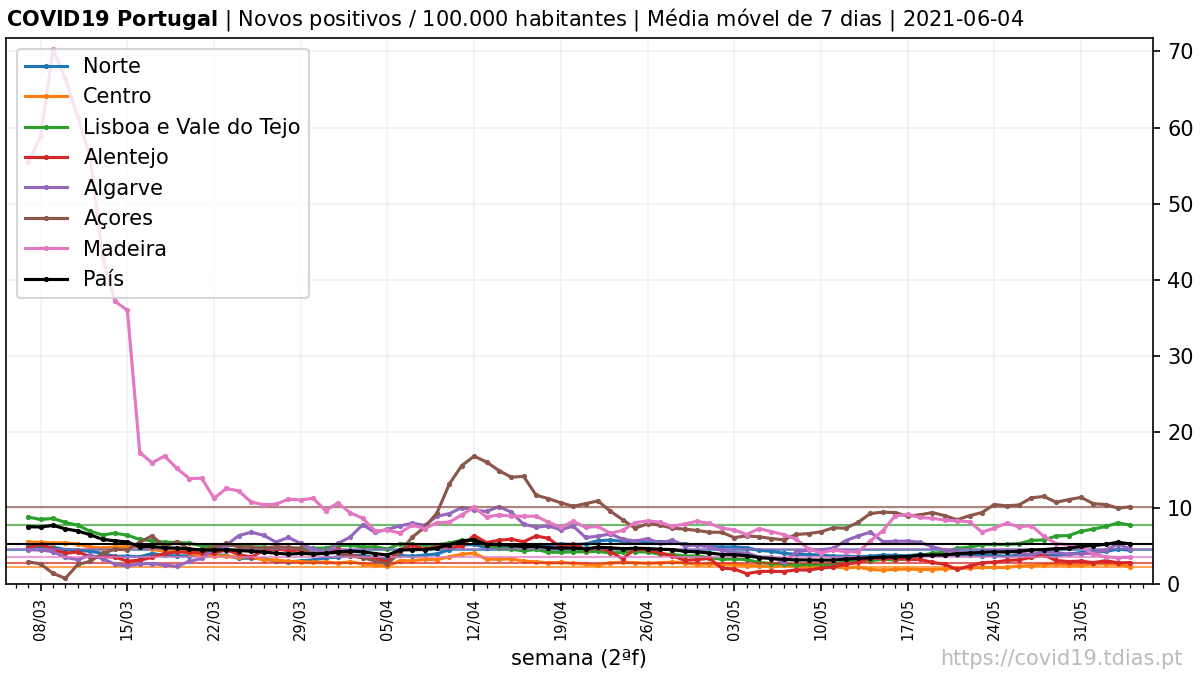 COVID19 Portugal | Novos positivos / 100.000 habitantes | Média móvel de 7 dias | 2021-06-04
Norte
Centro
Lisboa e Vale do Tejo
Alentejo
Algarve
Açores
Madeira
País
70
60
50
40
30
20
10
0
08/03
15/03
22/03
29/03
05/04
12/04
19/04
26/04
03/05
10/05
17/05
24/05
31/05
semana (2ªf)
https://covid19.tdias.pt